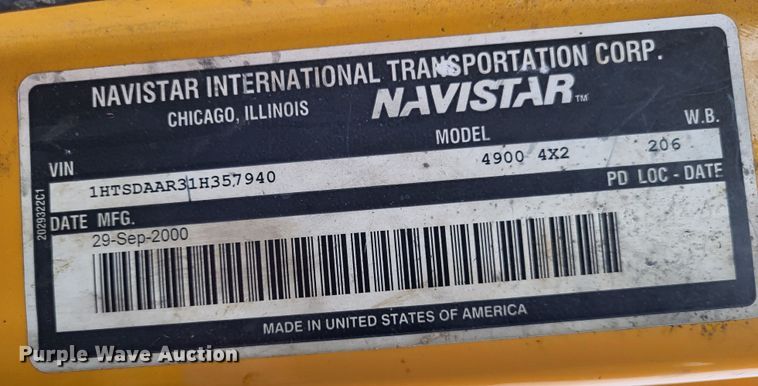 NAVISTAR INTERNATIONAL TRANSPORTATION CORP.
CHICAGO, ILLINOIS
NAVISTAR TM
VIN MODEL W.B.
1HTSDAAR31H357940 4900 4X2 206
DATE MFG. PD LOC - DATE
29-Sep-2000
2029322C1
MADE IN UNITED STATES OF AMERICA
Purple Wave Auction